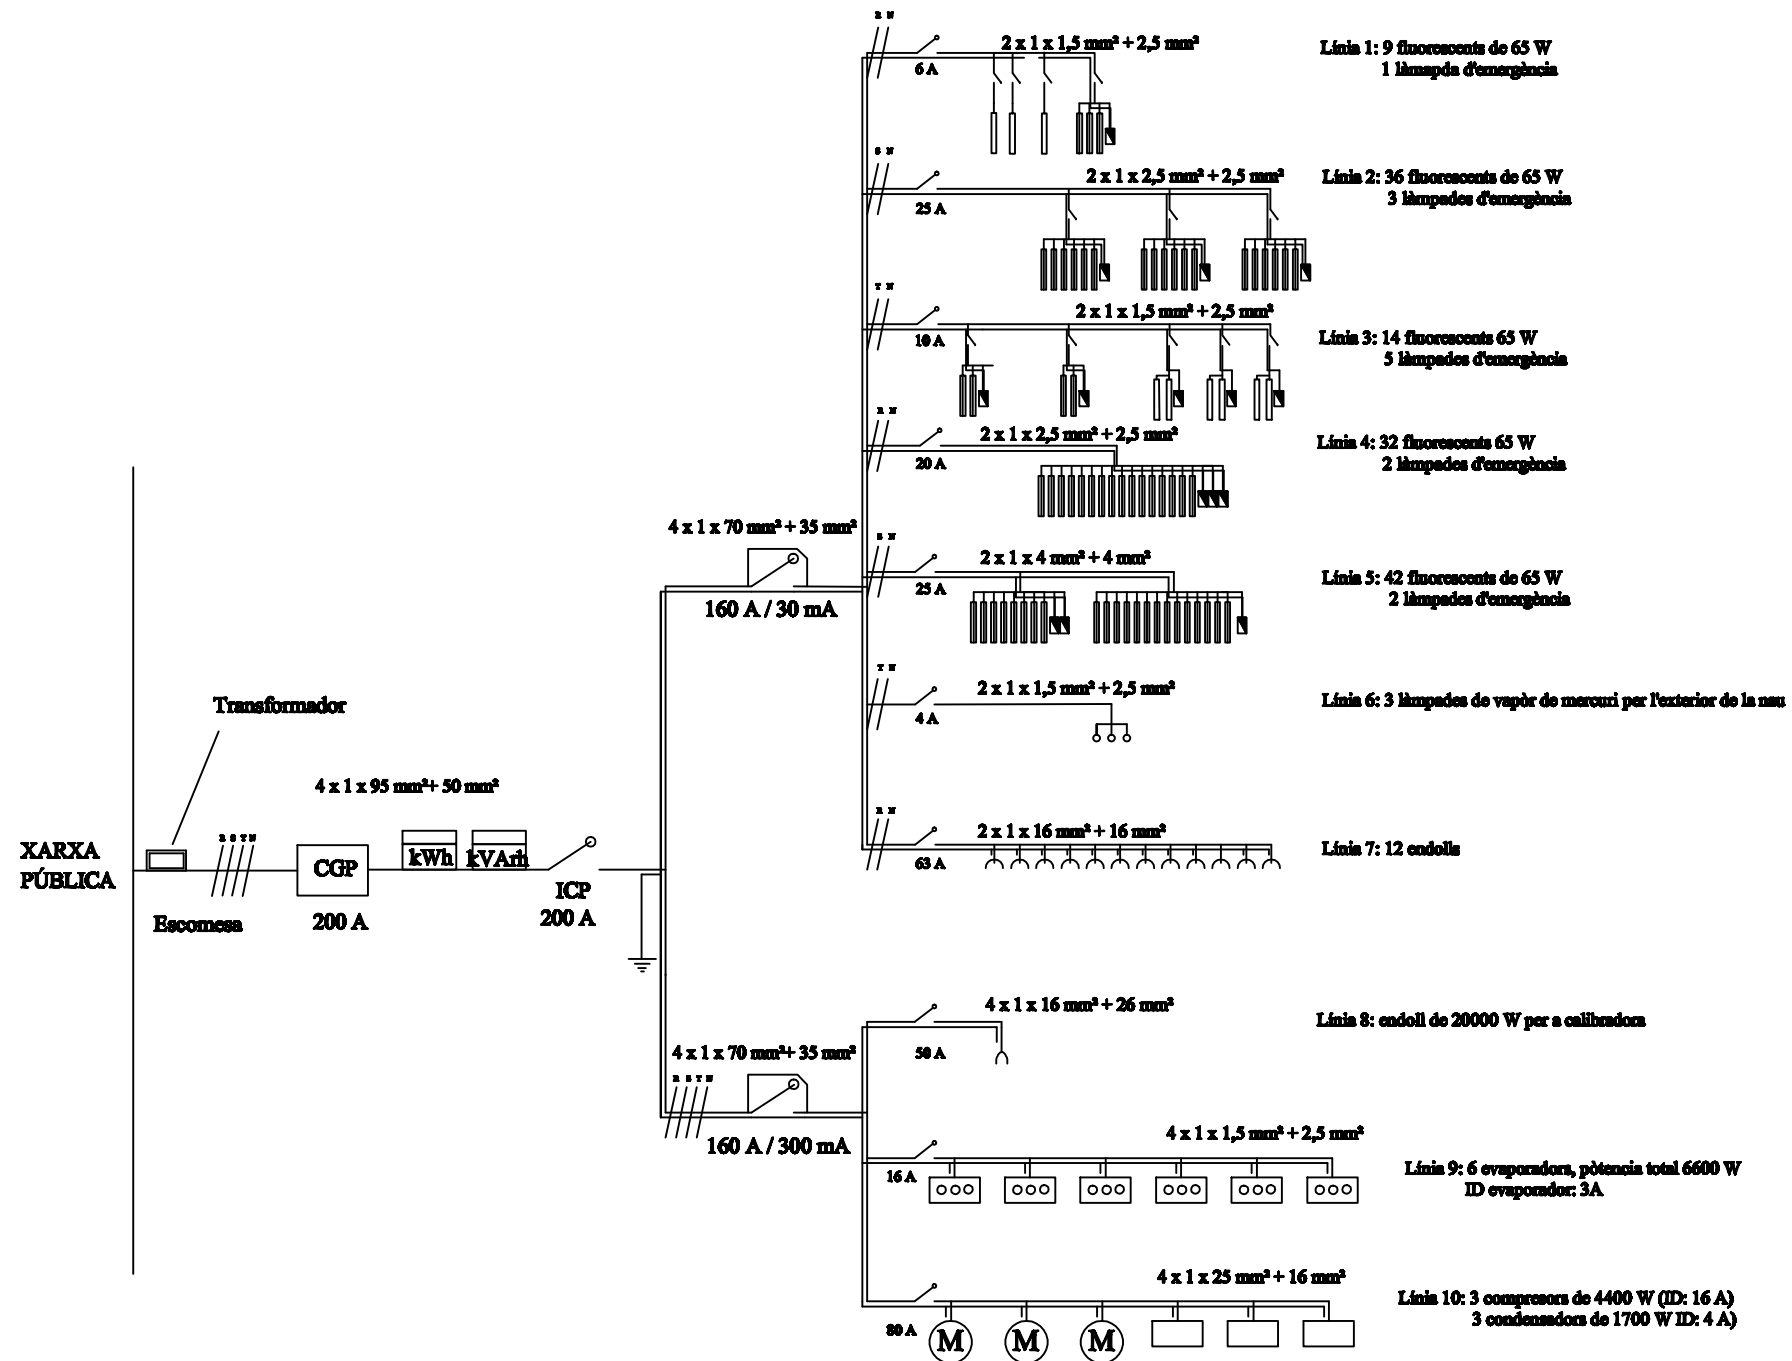 R N
2 x 1 x 1,5 mm² + 2,5 mm²
6 A
Línia 1: 9 fluorescents de 65 W
1 làmapda d'emergència
S N
2 x 1 x 2,5 mm² + 2,5 mm²
25 A
Línia 2: 36 fluorescents de 65 W
3 làmpades d'emergència
T N
2 x 1 x 1,5 mm² + 2,5 mm²
10 A
Línia 3: 14 fluorescents 65 W
5 làmpades d'emergència
R N
2 x 1 x 2,5 mm² + 2,5 mm²
20 A
Línia 4: 32 fluorescents 65 W
2 làmpades d'emergència
4 x 1 x 70 mm² + 35 mm²
160 A / 30 mA
S N
2 x 1 x 4 mm² + 4 mm²
25 A
Línia 5: 42 fluorescents de 65 W
2 làmpades d'emergència
T N
2 x 1 x 1,5 mm² + 2,5 mm²
4 A
Línia 6: 3 làmpades de vapòr de mercuri per l'exterior de la nau
Transformador
4 x 1 x 95 mm²+ 50 mm²
XARXA
PÚBLICA
R S T N
Escomesa
CGP
200 A
kWh
kVArh
ICP
200 A
R N
2 x 1 x 16 mm² + 16 mm²
63 A
Línia 7: 12 endolls
4 x 1 x 16 mm² + 26 mm²
50 A
Línia 8: endoll de 20000 W per a calibradora
4 x 1 x 70 mm²+ 35 mm²
R S T N
160 A / 300 mA
4 x 1 x 1,5 mm² + 2,5 mm²
16 A
Línia 9: 6 evaporadors, pòtencia total 6600 W
ID evaporador: 3A
4 x 1 x 25 mm² + 16 mm²
80 A
M
M
M
Línia 10: 3 compresors de 4400 W (ID: 16 A)
3 condensadors de 1700 W ID: 4 A)